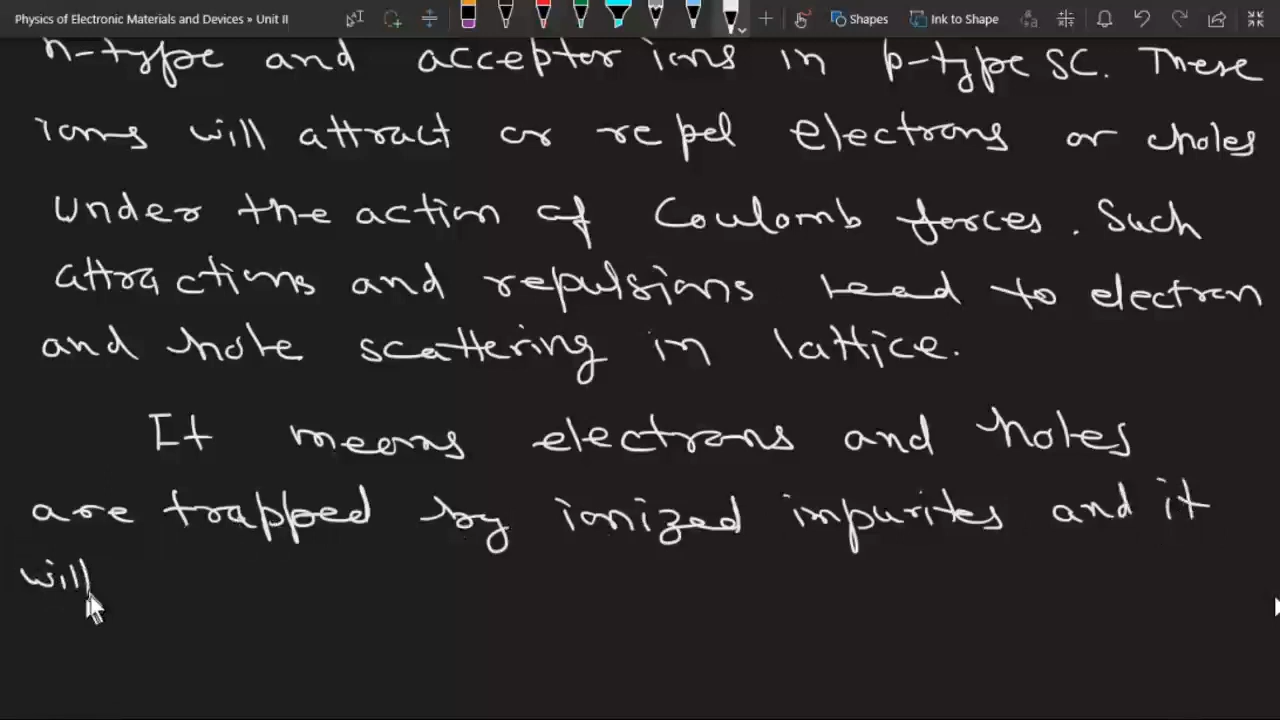 Physics of Electronic Materials and Devices » Unit II
Shapes
Ink to Shape
n-type and acceptor ions in p-type SC. These
ions will attract or repel electrons or holes
under the action of Coulomb forces. Such
attractions and repulsions lead to electron
and hole scattering in lattice.
It means electrons and holes
are trapped by ionized impurites and it
will